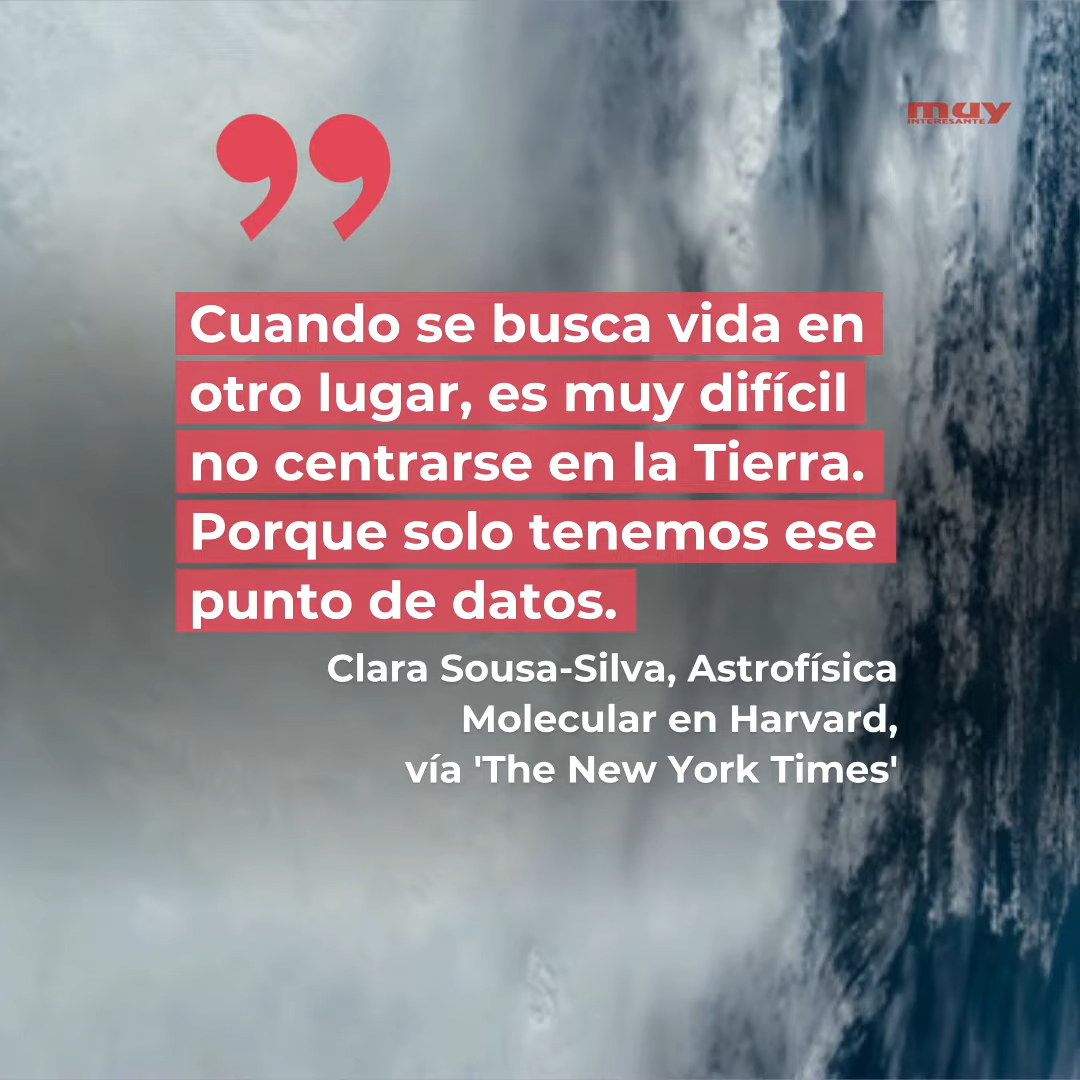 muy
INTERESANTE
”
Cuando se busca vida en
otro lugar, es muy difícil
no centrarse en la Tierra.
Porque solo tenemos ese
punto de datos.
Clara Sousa-Silva, Astrofísica
Molecular en Harvard,
vía 'The New York Times'